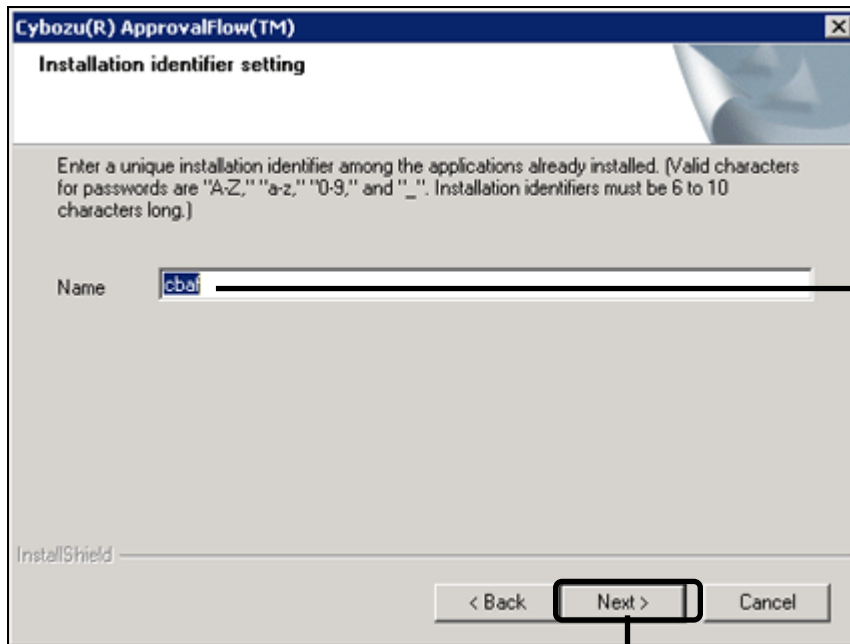 Cybozu(R) ApprovalFlow(TM)
Installation identifier setting
Enter a unique installation identifier among the applications already installed. (Valid characters
for passwords are "A-Z," "a-z," "0-9," and "_". Installation identifiers must be 6 to 10
characters long.)
Name cbaf
InstallShield
< Back Next > Cancel